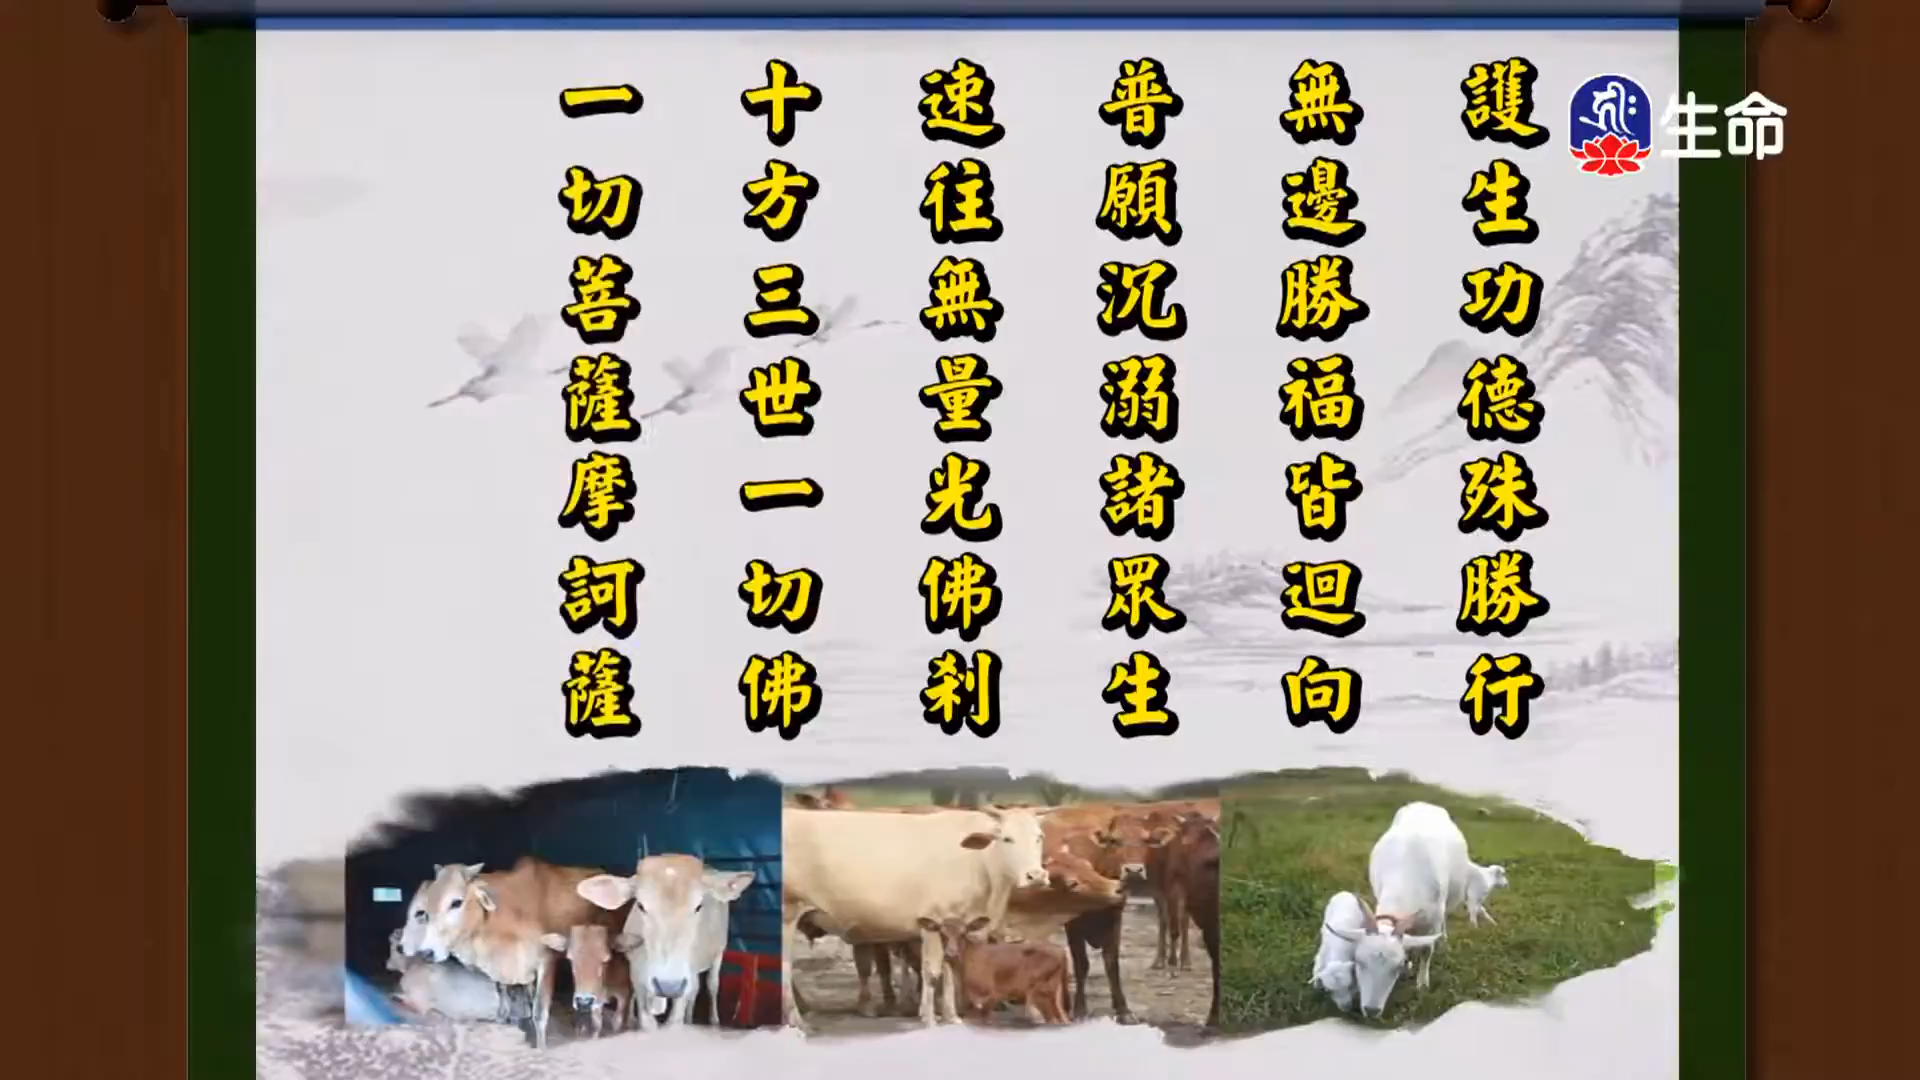 護生功德殊勝行
無邊勝福皆迴向
普願沉溺諸眾生
速往無量光佛剎
十方三世一切佛
一切菩薩摩訶薩
生命